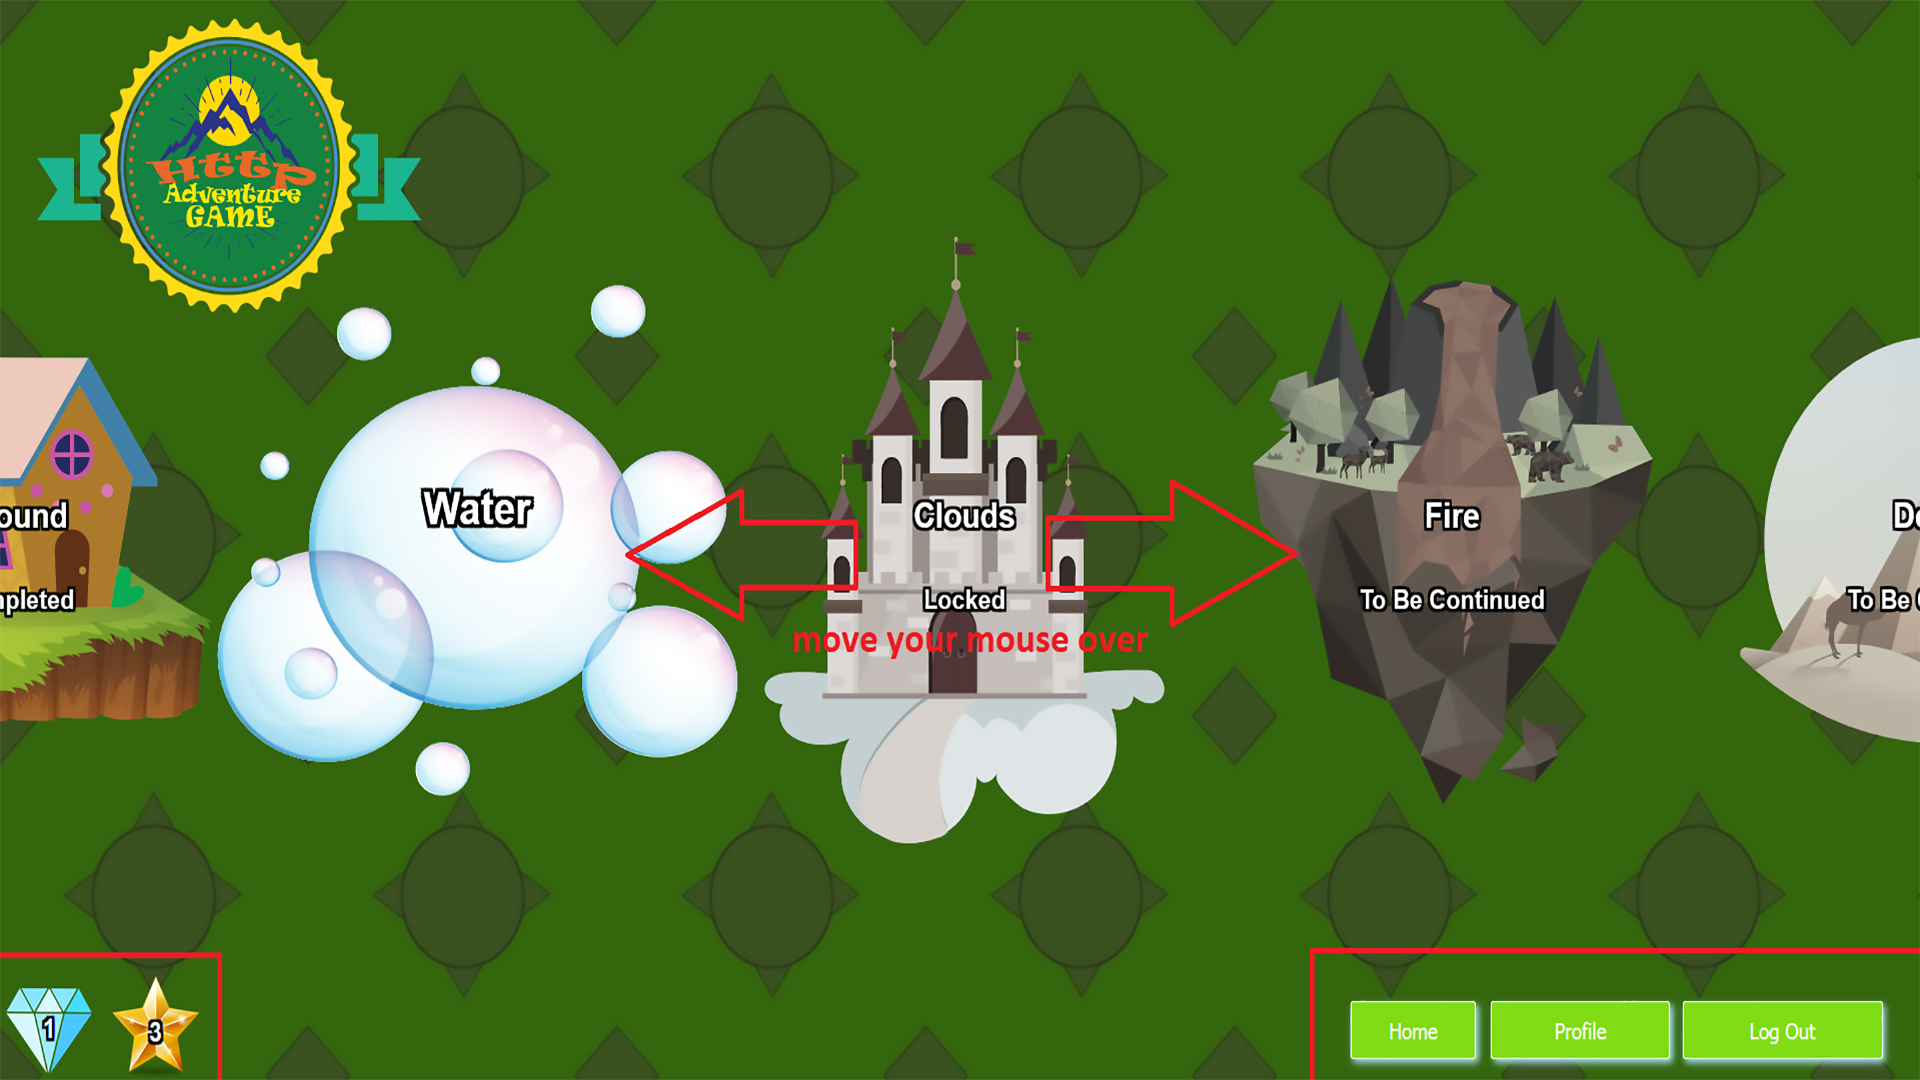 HTTP
Adventure
GAME
Water
Clouds
Fire
ound
Locked
To Be Continued
To Be
mpleted
move your mouse over
1
3
Home
Profile
Log Out